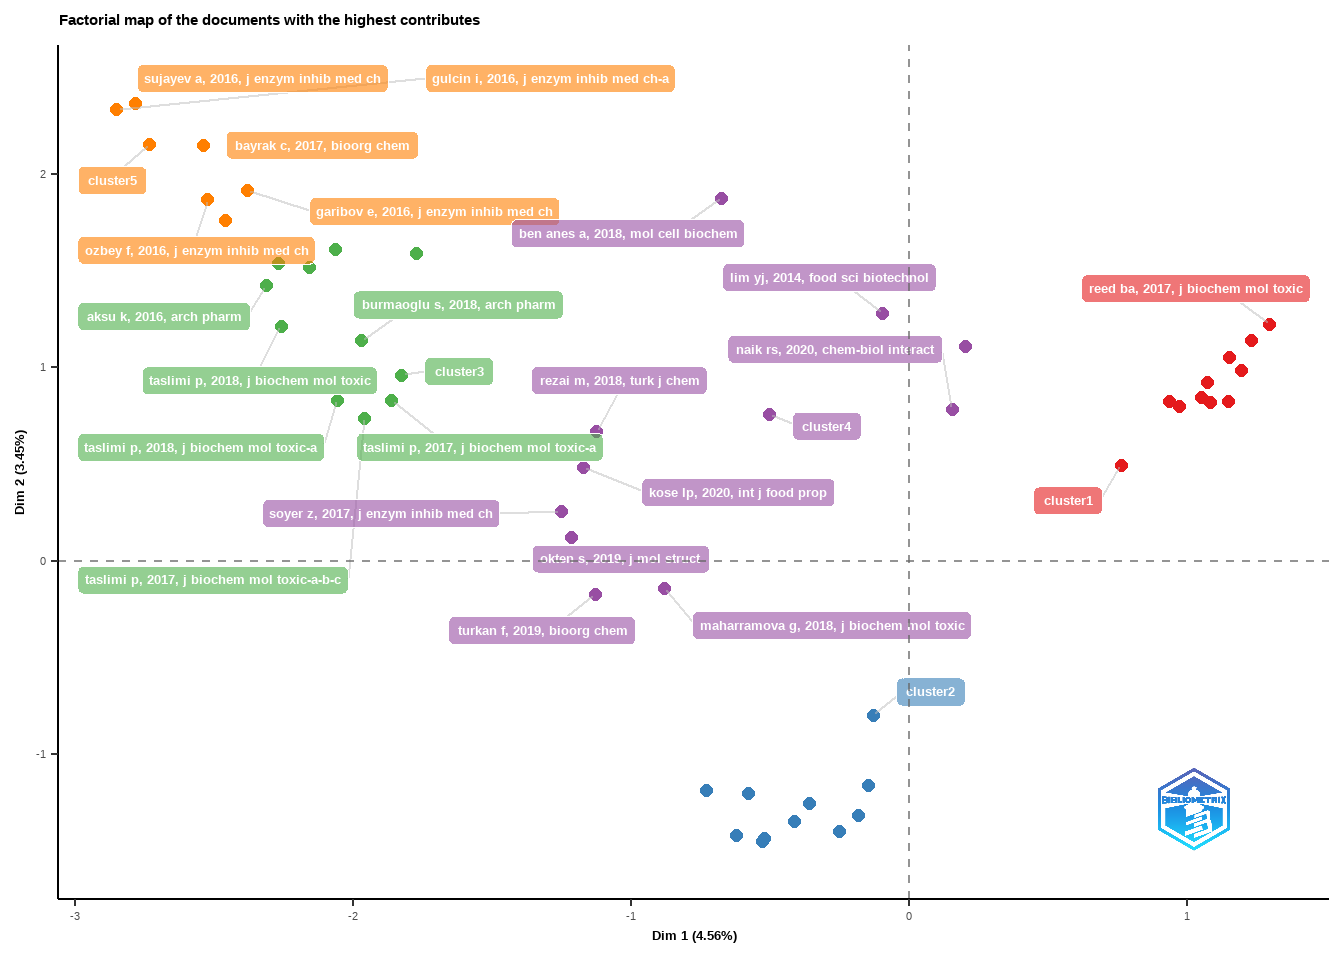 Factorial map of the documents with the highest contributes
sujayev a, 2016, j enzym inhib med ch
gulcin i, 2016, j enzym inhib med ch-a
bayrak c, 2017, bioorg chem
cluster5
garibov e, 2016, j enzym inhib med ch
ben anes a, 2018, mol cell biochem
ozbey f, 2016, j enzym inhib med ch
lim yj, 2014, food sci biotechnol
reed ba, 2017, j biochem mol toxic
burmaoglu s, 2018, arch pharm
aksu k, 2016, arch pharm
naik rs, 2020, chem-biol interact
cluster3
taslimi p, 2018, j biochem mol toxic
rezai m, 2018, turk j chem
cluster4
taslimi p, 2018, j biochem mol toxic-a
taslimi p, 2017, j biochem mol toxic-a
kose lp, 2020, int j food prop
cluster1
soyer z, 2017, j enzym inhib med ch
okten s, 2019, j mol struct
taslimi p, 2017, j biochem mol toxic-a-b-c
turkan f, 2019, bioorg chem
maharramova g, 2018, j biochem mol toxic
cluster2
BIBLIOMETRIX
2
1
0
-1
Dim 2 (3.45%)
-3
-2
-1
0
1
Dim 1 (4.56%)